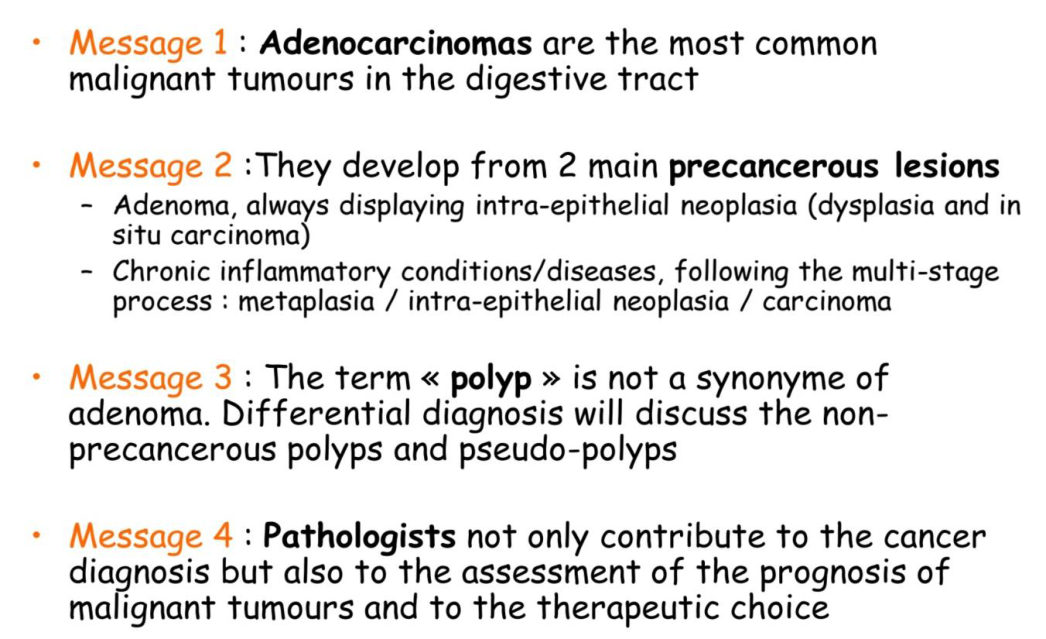 • Message 1 : Adenocarcinomas are the most common
malignant tumours in the digestive tract
• Message 2 :They develop from 2 main precancerous lesions
– Adenoma, always displaying intra-epithelial neoplasia (dysplasia and in
situ carcinoma)
– Chronic inflammatory conditions/diseases, following the multi-stage
process : metaplasia / intra-epithelial neoplasia / carcinoma
• Message 3 : The term « polyp » is not a synonyme of
adenoma. Differential diagnosis will discuss the non-
precancerous polyps and pseudo-polyps
• Message 4 : Pathologists not only contribute to the cancer
diagnosis but also to the assessment of the prognosis of
malignant tumours and to the therapeutic choice